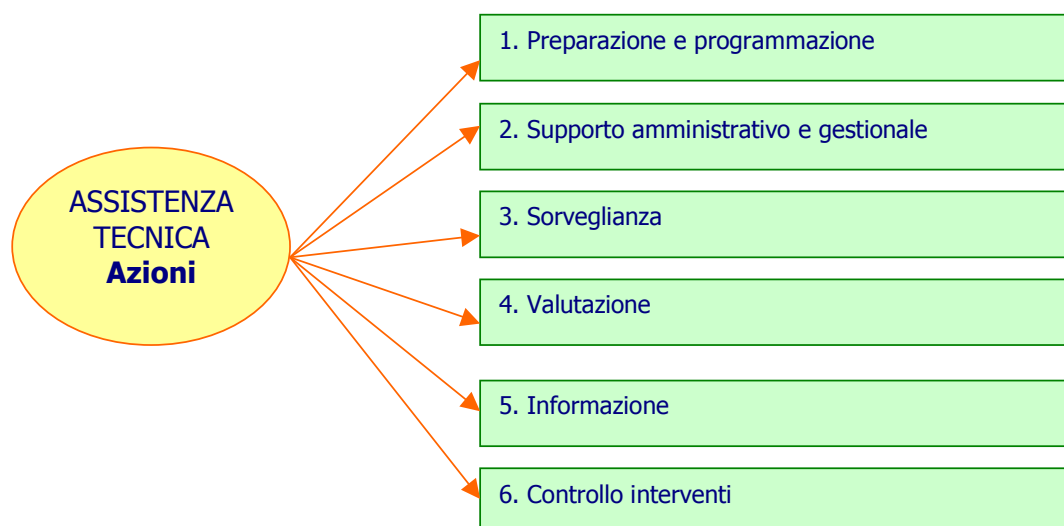 ASSISTENZA
TECNICA
Azioni
1. Preparazione e programmazione
2. Supporto amministrativo e gestionale
3. Sorveglianza
4. Valutazione
5. Informazione
6. Controllo interventi